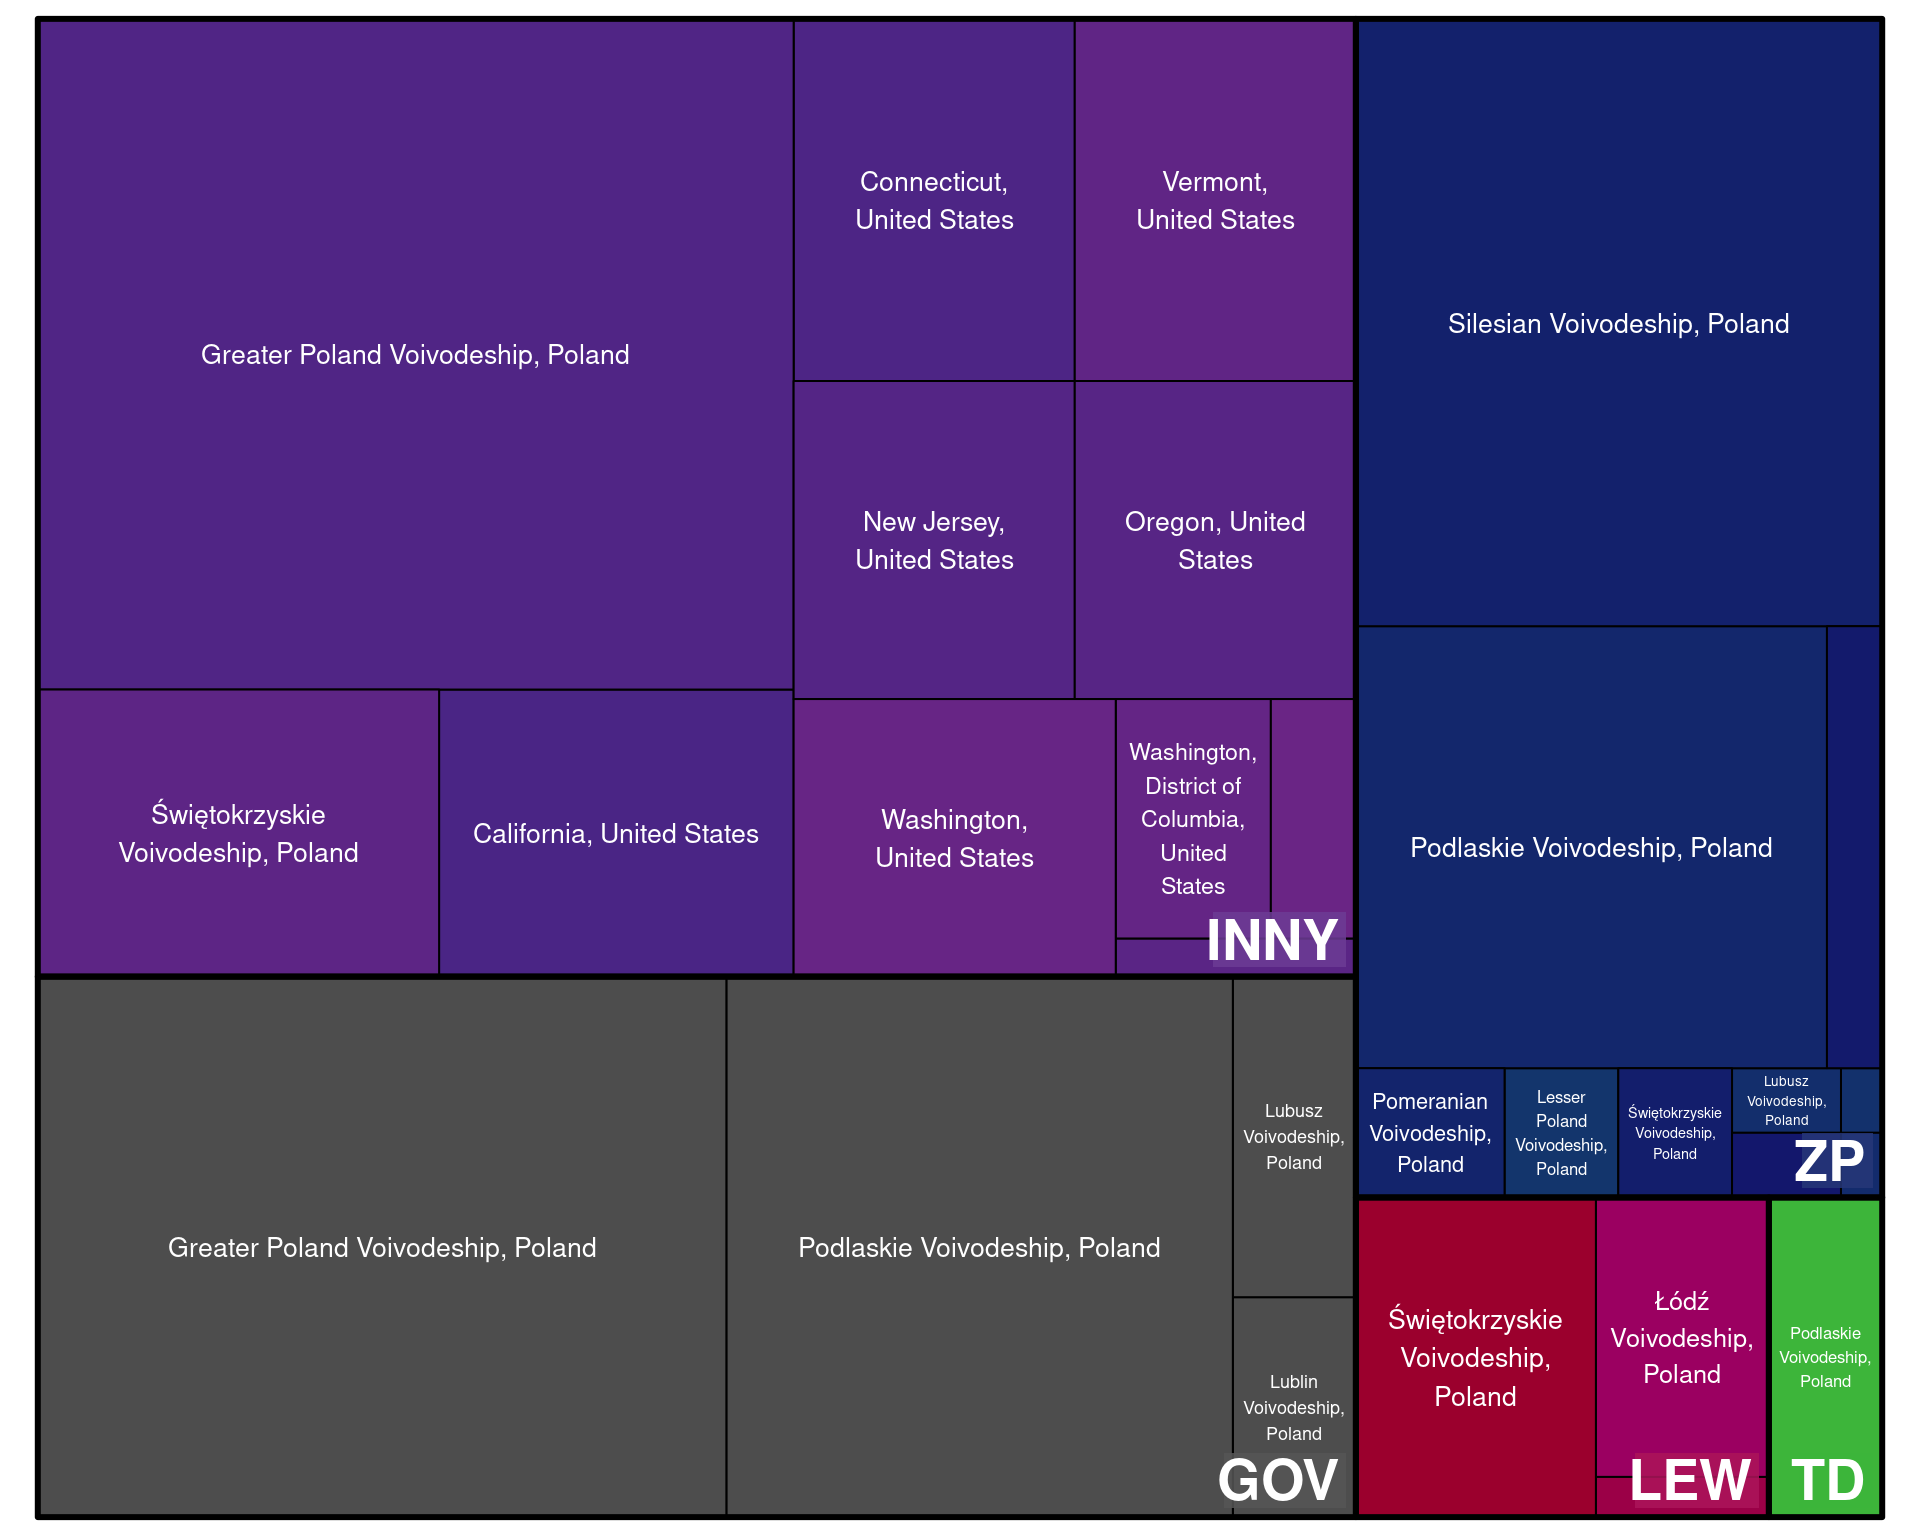 Greater Poland Voivodeship, Poland
Connecticut,
United States
Vermont,
United States
New Jersey,
United States
Oregon, United
States
Świętokrzyskie
Voivodeship, Poland
California, United States
Washington,
United States
Washington,
District of
Columbia,
United
States
INNY
Greater Poland Voivodeship, Poland
Podlaskie Voivodeship, Poland
Lubusz
Voivodeship,
Poland
Lublin
Voivodeship,
Poland
GOV
Silesian Voivodeship, Poland
Podlaskie Voivodeship, Poland
Pomeranian
Voivodeship,
Poland
Lesser
Poland
Voivodeship,
Poland
Świętokrzyskie
Voivodeship,
Poland
Lubusz
Voivodeship,
Poland
ZP
Świętokrzyskie
Voivodeship,
Poland
Łódź
Voivodeship,
Poland
LEW
Podlaskie
Voivodeship,
Poland
TD